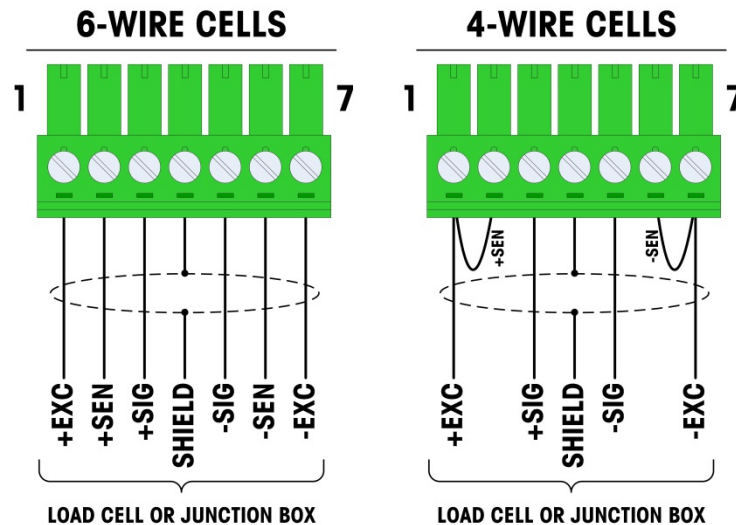 6-WIRE CELLS
1 7
+EXC
+SEN
+SIG
SHIELD
-SIG
-SEN
-EXC
LOAD CELL OR JUNCTION BOX
4-WIRE CELLS
1 7
+SEN
-SEN
+EXC
+SIG
SHIELD
-SIG
-EXC
LOAD CELL OR JUNCTION BOX